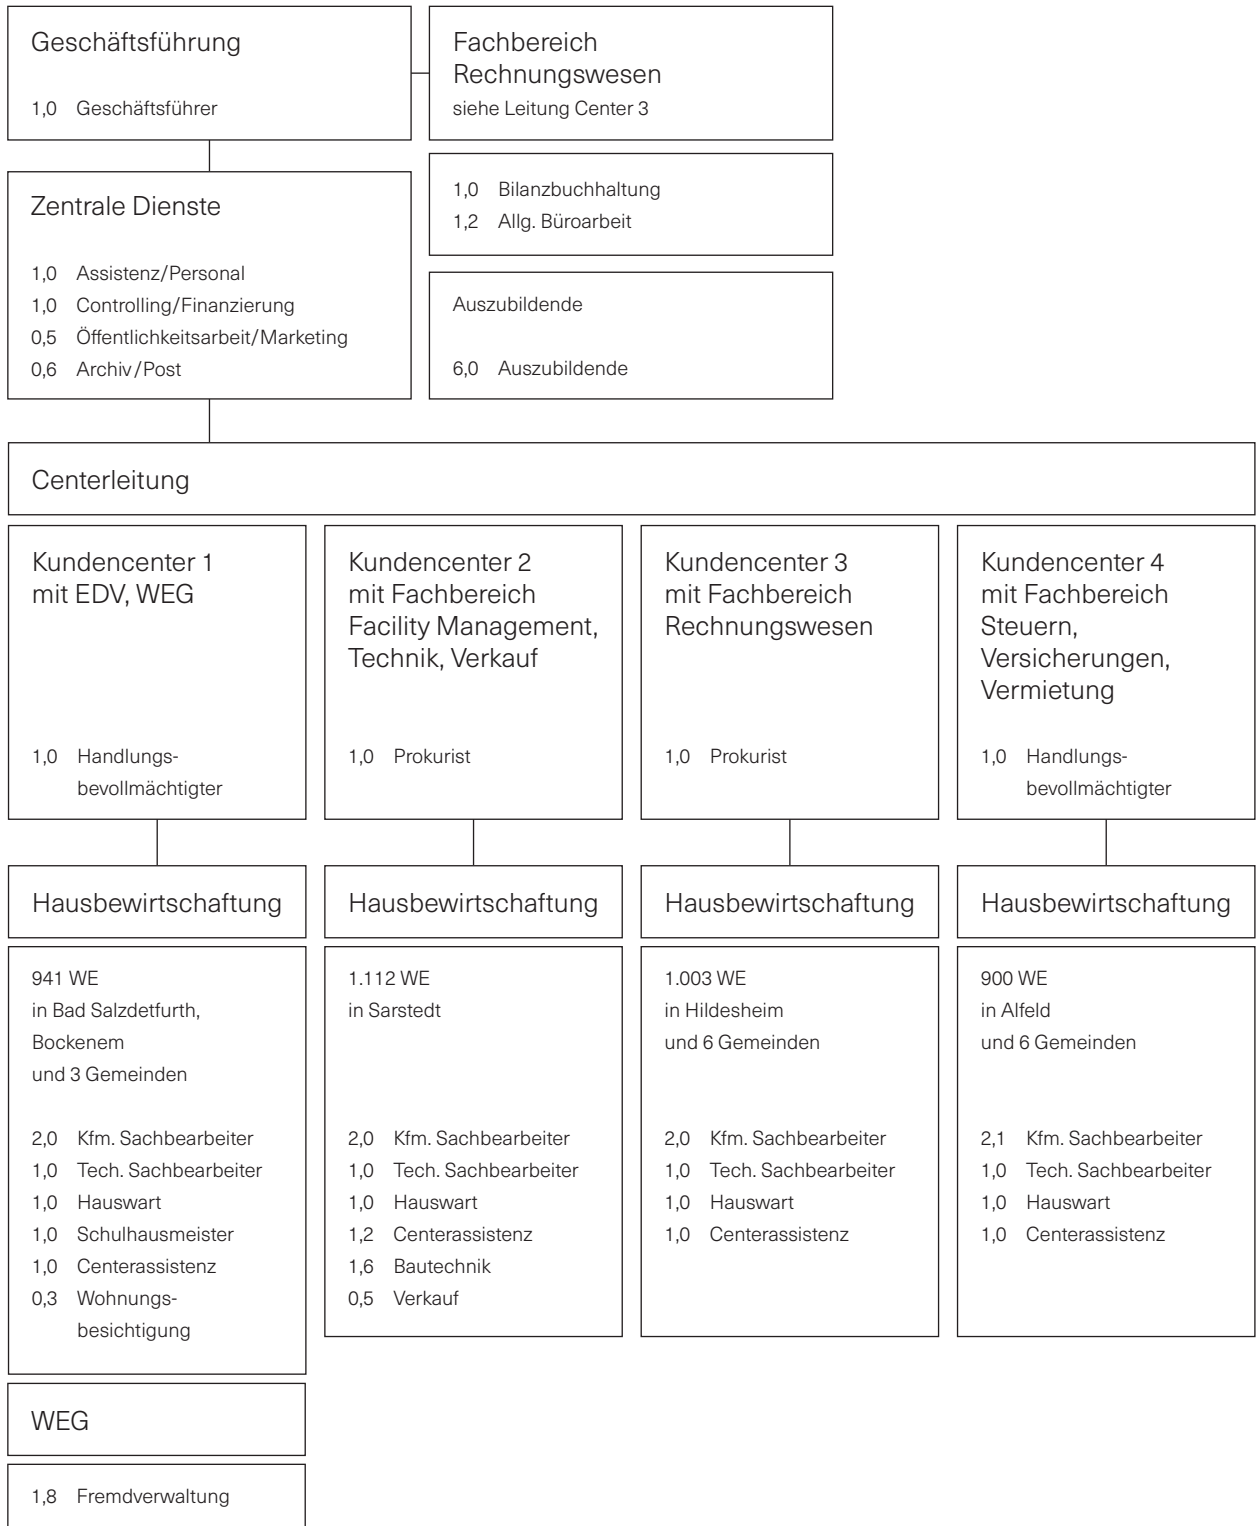 Geschäftsführung
1,0 Geschäftsführer
Fachbereich
Rechnungswesen
siehe Leitung Center 3
1,0 Bilanzbuchhaltung
1,2 Allg. Büroarbeit
Zentrale Dienste
1,0 Assistenz/Personal
1,0 Controlling/Finanzierung
0,5 Öffentlichkeitsarbeit/Marketing
0,6 Archiv/Post
Auszubildende
6,0 Auszubildende
Centerleitung
Kundencenter 1
mit EDV, WEG
1,0 Handlungs-
bevollmächtigter
Kundencenter 2
mit Fachbereich
Facility Management,
Technik, Verkauf
1,0 Prokurist
Kundencenter 3
mit Fachbereich
Rechnungswesen
1,0 Prokurist
Kundencenter 4
mit Fachbereich
Steuern,
Versicherungen,
Vermietung
1,0 Handlungs-
bevollmächtigter
Hausbewirtschaftung
941 WE
in Bad Salzdetfurth,
Bockenem
und 3 Gemeinden
2,0 Kfm. Sachbearbeiter
1,0 Tech. Sachbearbeiter
1,0 Hauswart
1,0 Schulhausmeister
1,0 Centerassistenz
0,3 Wohnungs-
besichtigung
Hausbewirtschaftung
1.112 WE
in Sarstedt
2,0 Kfm. Sachbearbeiter
1,0 Tech. Sachbearbeiter
1,0 Hauswart
1,2 Centerassistenz
1,6 Bautechnik
0,5 Verkauf
Hausbewirtschaftung
1.003 WE
in Hildesheim
und 6 Gemeinden
2,0 Kfm. Sachbearbeiter
1,0 Tech. Sachbearbeiter
1,0 Hauswart
1,0 Centerassistenz
Hausbewirtschaftung
900 WE
in Alfeld
und 6 Gemeinden
2,1 Kfm. Sachbearbeiter
1,0 Tech. Sachbearbeiter
1,0 Hauswart
1,0 Centerassistenz
WEG
1,8 Fremdverwaltung